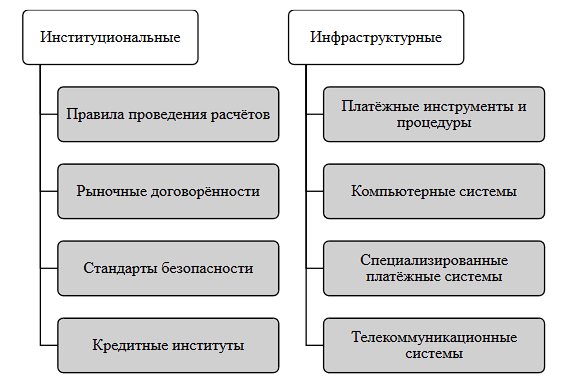 Институциональные
Правила проведения расчётов
Рыночные договорённости
Стандарты безопасности
Кредитные институты
Инфраструктурные
Платёжные инструменты и
процедуры
Компьютерные системы
Специализированные
платёжные системы
Телекоммуникационные
системы